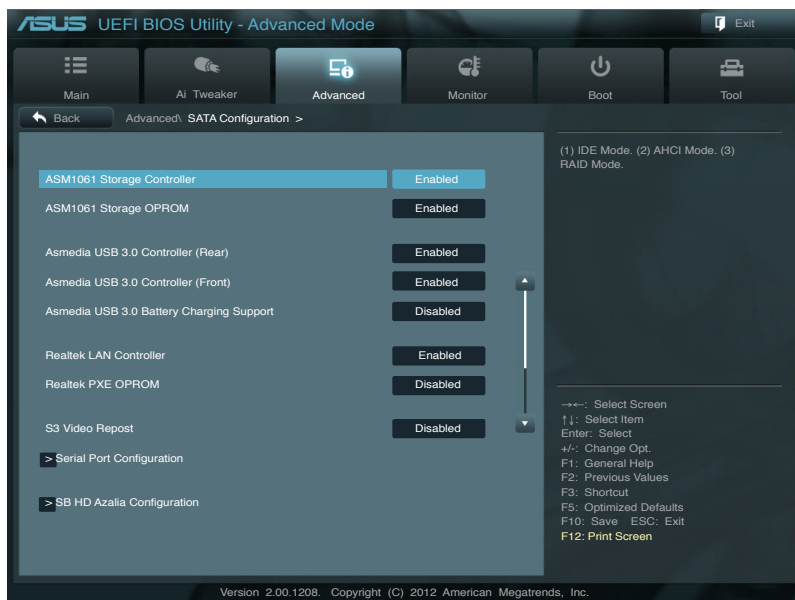 ASUS UEFI BIOS Utility - Advanced Mode
Exit
Main
Ai Tweaker
Advanced
Monitor
Boot
Tool
Back
Advanced\ SATA Configuration >
ASM1061 Storage Controller Enabled
ASM1061 Storage OPROM Enabled
Asmedia USB 3.0 Controller (Rear) Enabled
Asmedia USB 3.0 Controller (Front) Enabled
Asmedia USB 3.0 Battery Charging Support Disabled
Realtek LAN Controller Enabled
Realtek PXE OPROM Disabled
S3 Video Repost Disabled
> Serial Port Configuration
> SB HD Azalia Configuration
(1) IDE Mode. (2) AHCI Mode. (3)
RAID Mode.
→←: Select Screen
↑↓: Select Item
Enter: Select
+/-: Change Opt.
F1: General Help
F2: Previous Values
F3: Shortcut
F5: Optimized Defaults
F10: Save ESC: Exit
F12: Print Screen
Version 2.00.1208. Copyright (C) 2012 American Megatrends, Inc.